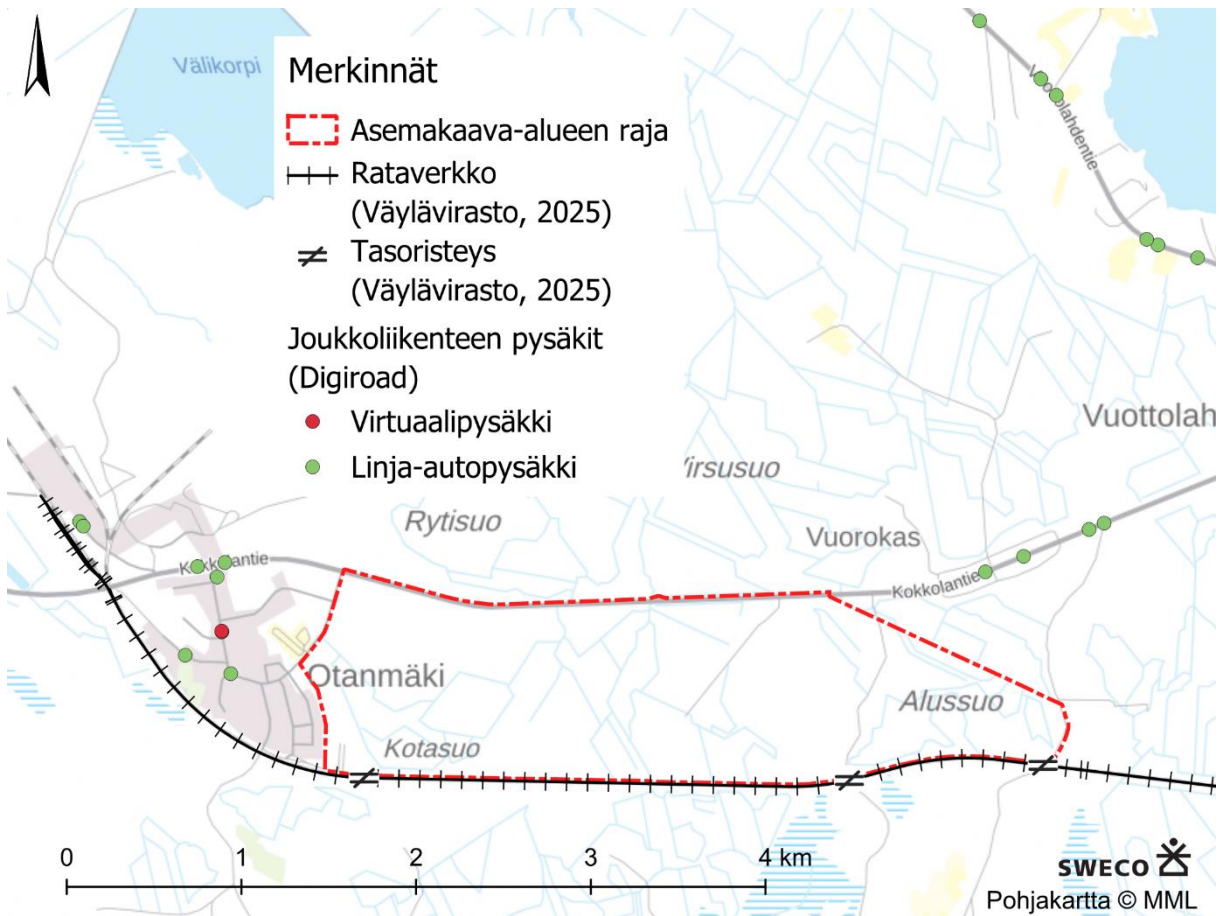 Välikorpi
Merkinnät
Asemakaava-alueen raja
Rataverkko
(Väylävirasto, 2025)
Tasoristeys
(Väylävirasto, 2025)
Joukkoliikenteen pysäkit
(Digiroad)
Virtuaalipysäkki
Linja-autopysäkki
Vuottolah
Rytisuo
Vuorokas
Kokkolantie
Otanmäki
Alussuo
Kotasuo
0 1 2 3 4 km
SWECO
Pohjakartta © MML